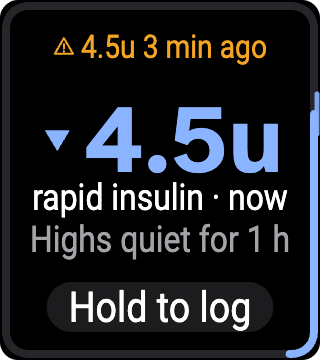 ⚠ 4.5u 3 min ago
▼ 4.5u
rapid insulin · now
Highs quiet for 1 h
Hold to log